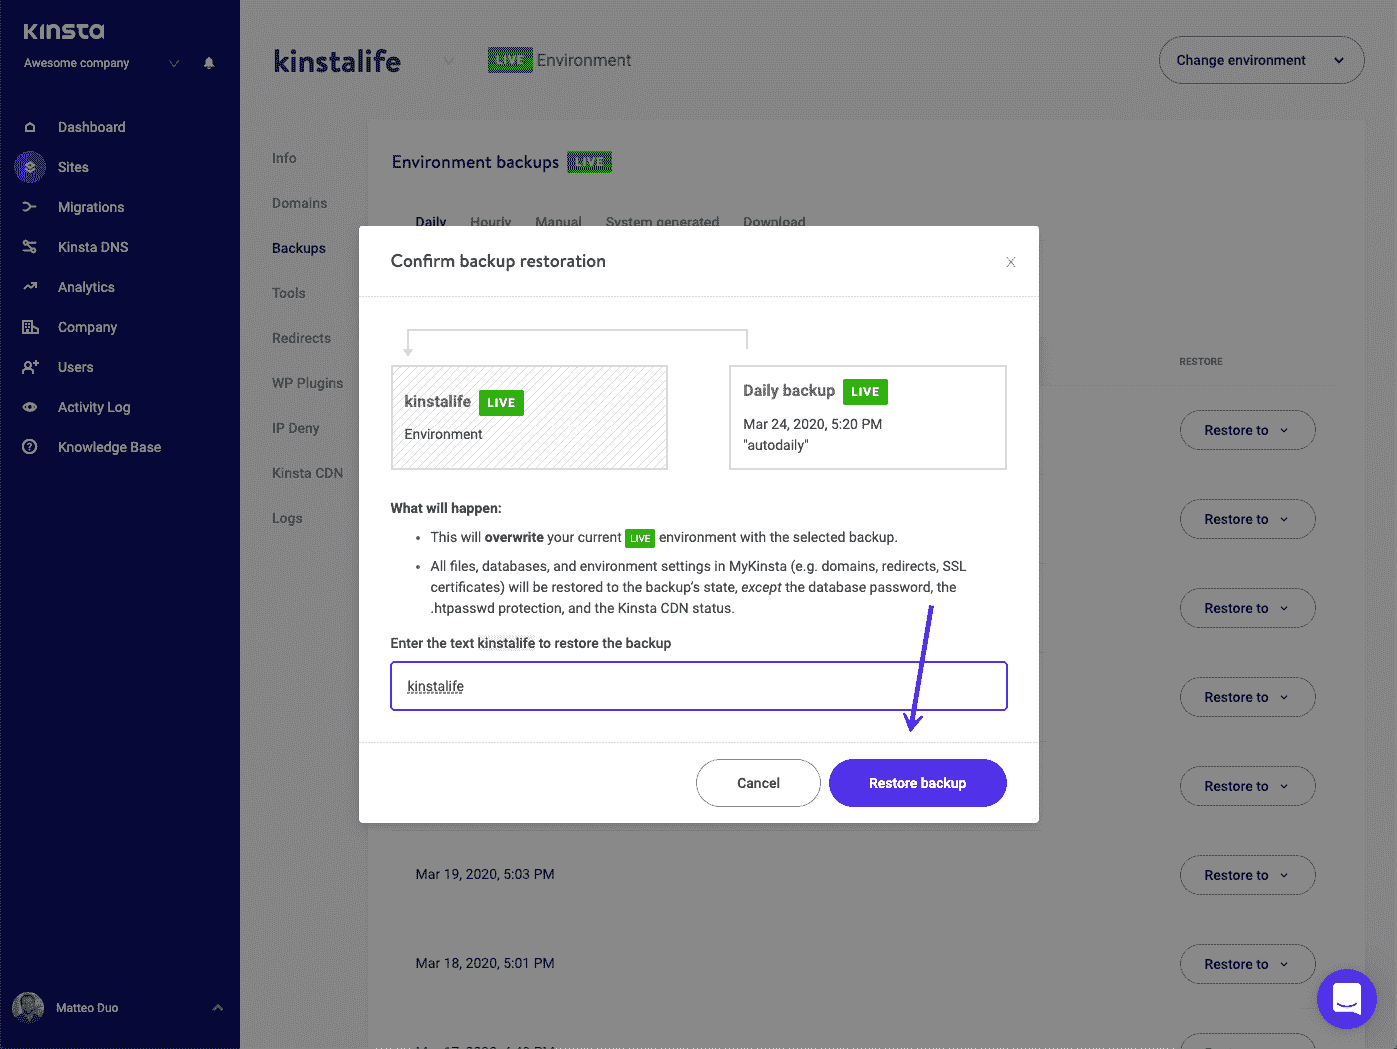 Kinsta
Awesome company
Dashboard
Sites
Migrations
Kinsta DNS
Analytics
Company
Users
Activity Log
Knowledge Base
Matteo Duo
kinstalife
LIVE Environment
Change environment
Info
Domains
Backups
Tools
Redirects
WP Plugins
IP Deny
Kinsta CDN
Logs
Environment backups LIVE
Daily Hourly Manual System generated Download
RESTORE
Restore to
Restore to
Restore to
Restore to
Restore to
Mar 19, 2020, 5:03 PM Restore to
Mar 18, 2020, 5:01 PM Restore to
Confirm backup restoration
kinstalife LIVE
Environment
Daily backup LIVE
Mar 24, 2020, 5:20 PM
"autodaily"
What will happen:
• This will overwrite your current LIVE environment with the selected backup.
• All files, databases, and environment settings in MyKinsta (e.g. domains, redirects, SSL
certificates) will be restored to the backup’s state, except the database password, the
.htpasswd protection, and the Kinsta CDN status.
Enter the text kinstalife to restore the backup
kinstalife
Cancel
Restore backup